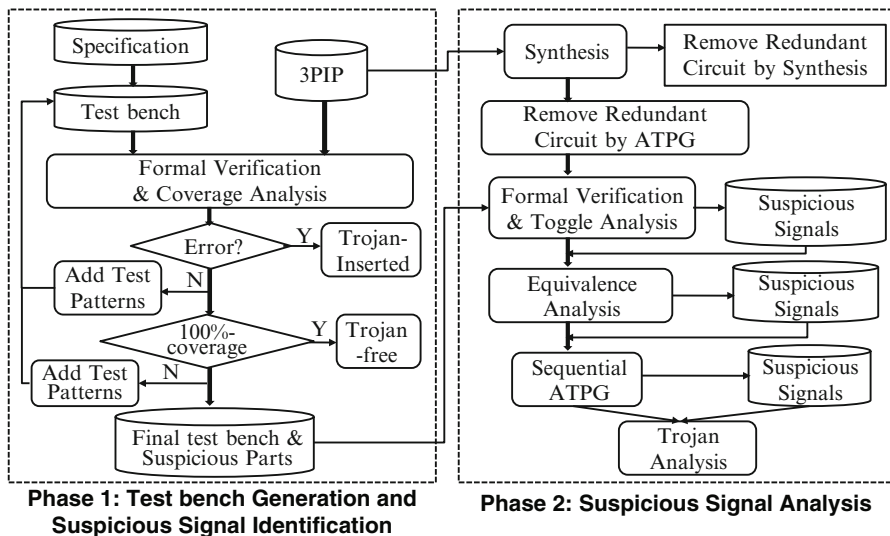 Specification
Test bench
3PIP
Formal Verification
& Coverage Analysis
Error?
Y
Trojan-
Inserted
N
Add Test
Patterns
100%-
coverage
Y
Trojan
-free
N
Add Test
Patterns
Final test bench &
Suspicious Parts
Phase 1: Test bench Generation and
Suspicious Signal Identification
Synthesis
Remove Redundant
Circuit by Synthesis
Remove Redundant
Circuit by ATPG
Formal Verification
& Toggle Analysis
Suspicious
Signals
Equivalence
Analysis
Suspicious
Signals
Sequential
ATPG
Suspicious
Signals
Trojan
Analysis
Phase 2: Suspicious Signal Analysis